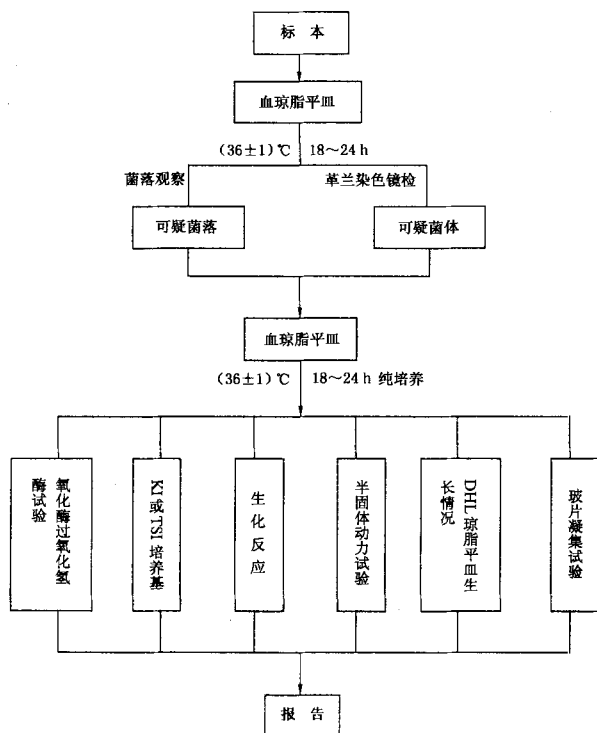 标 本
血琼脂平皿
(36±1)℃ 18～24 h
菌落观察 革兰染色镜检
可疑菌落 可疑菌体
血琼脂平皿
(36±1)℃ 18～24 h 纯培养
氧化酶过氧化氢
酶试验
KI或TSI培养基
生化反应
半固体动力试验
DHL琼脂平皿生
长情况
玻片凝集试验
报 告